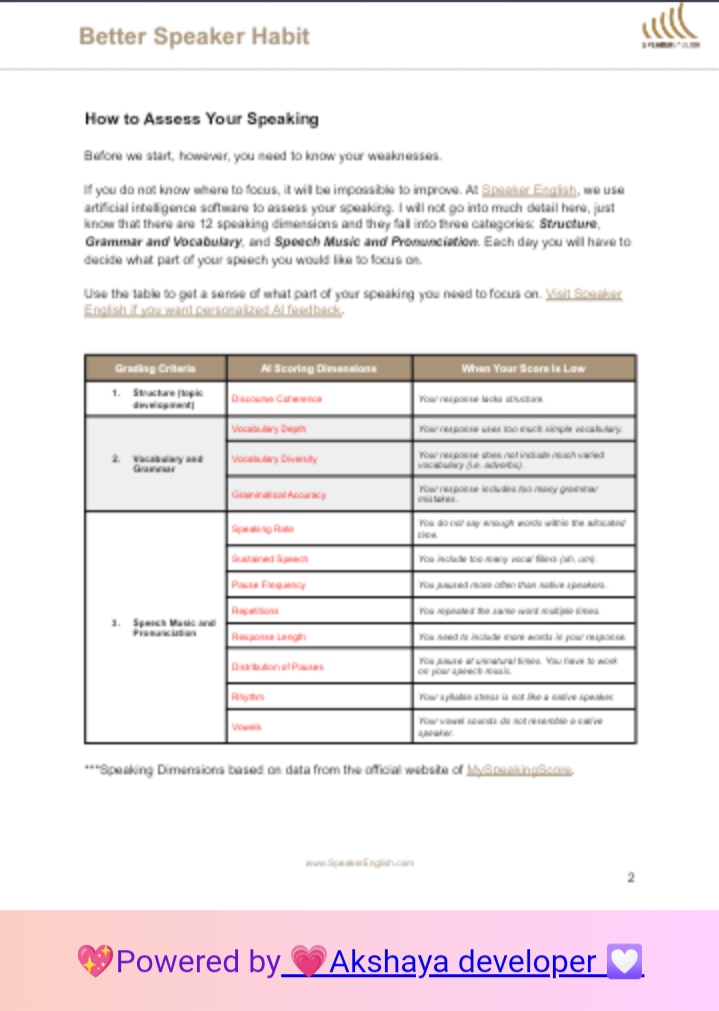 Better Speaker Habit
SPEAKER ENGLISH
How to Assess Your Speaking
Before we start, however, you need to know your weaknesses.
If you do not know where to focus, it will be impossible to improve. At Speaker English, we use
artificial intelligence software to assess your speaking. I will not go into much detail here, just
know that there are 12 speaking dimensions and they fall into three categories: Structure,
Grammar and Vocabulary, and Speech Music and Pronunciation. Each day you will have to
decide what part of your speech you would like to focus on.
Use the table to get a sense of what part of your speaking you need to focus on. Visit Speaker
English if you want personalized AI feedback.
Grading Criteria AI Scoring Dimensions When Your Score Is Low
1. Structure (topic
development)
Discourse Coherence
Your response lacks structure.
2. Vocabulary and
Grammar
Vocabulary Depth
Your response uses too much simple vocabulary.
Vocabulary Diversity
Your response does not include much varied
vocabulary (i.e. adverbs).
Grammatical Accuracy
Your response includes too many grammar
mistakes.
3. Speech Music and
Pronunciation
Speaking Rate
You do not say enough words within the allocated
time.
Sustained Speech
You include too many vocal fillers (uh, um).
Pause Frequency
You paused more often than native speakers.
Repetitions
You repeated the same word multiple times.
Response Length
You need to include more words in your response.
Distribution of Pauses
You pause at unnatural times. You have to work
on your speech music.
Rhythm
Your syllable stress is not like a native speaker.
Vowels
Your vowel sounds do not resemble a native
speaker.
***Speaking Dimensions based on data from the official website of MySpeakingScore.
www.SpeakerEnglish.com
2
💖Powered by 💗Akshaya developer 🤍